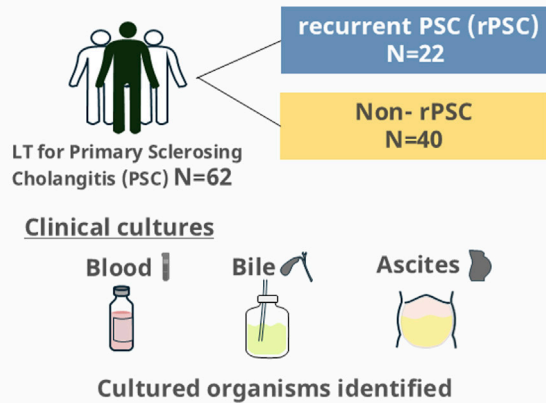 recurrent PSC (rPSC)
N=22
Non- rPSC
N=40
LT for Primary Sclerosing
Cholangitis (PSC) N=62
Clinical cultures
Blood
Bile
Ascites
Cultured organisms identified